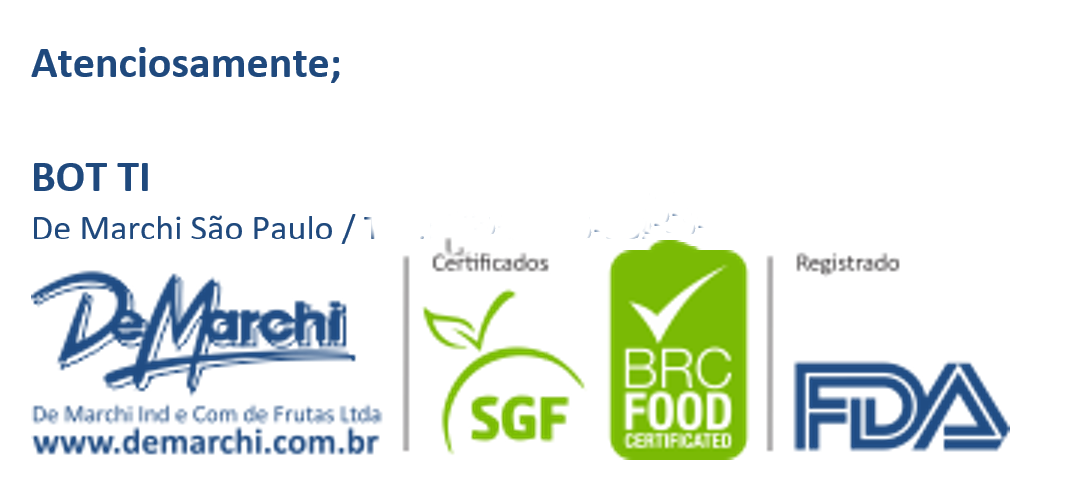 Atenciosamente;
BOT TI
De Marchi São Paulo /
DeMarchi
De Marchi Ind e Com de Frutas Ltda
www.demarchi.com.br
Certificados
SGF
BRC
FOOD
CERTIFICATED
Registrado
FDA